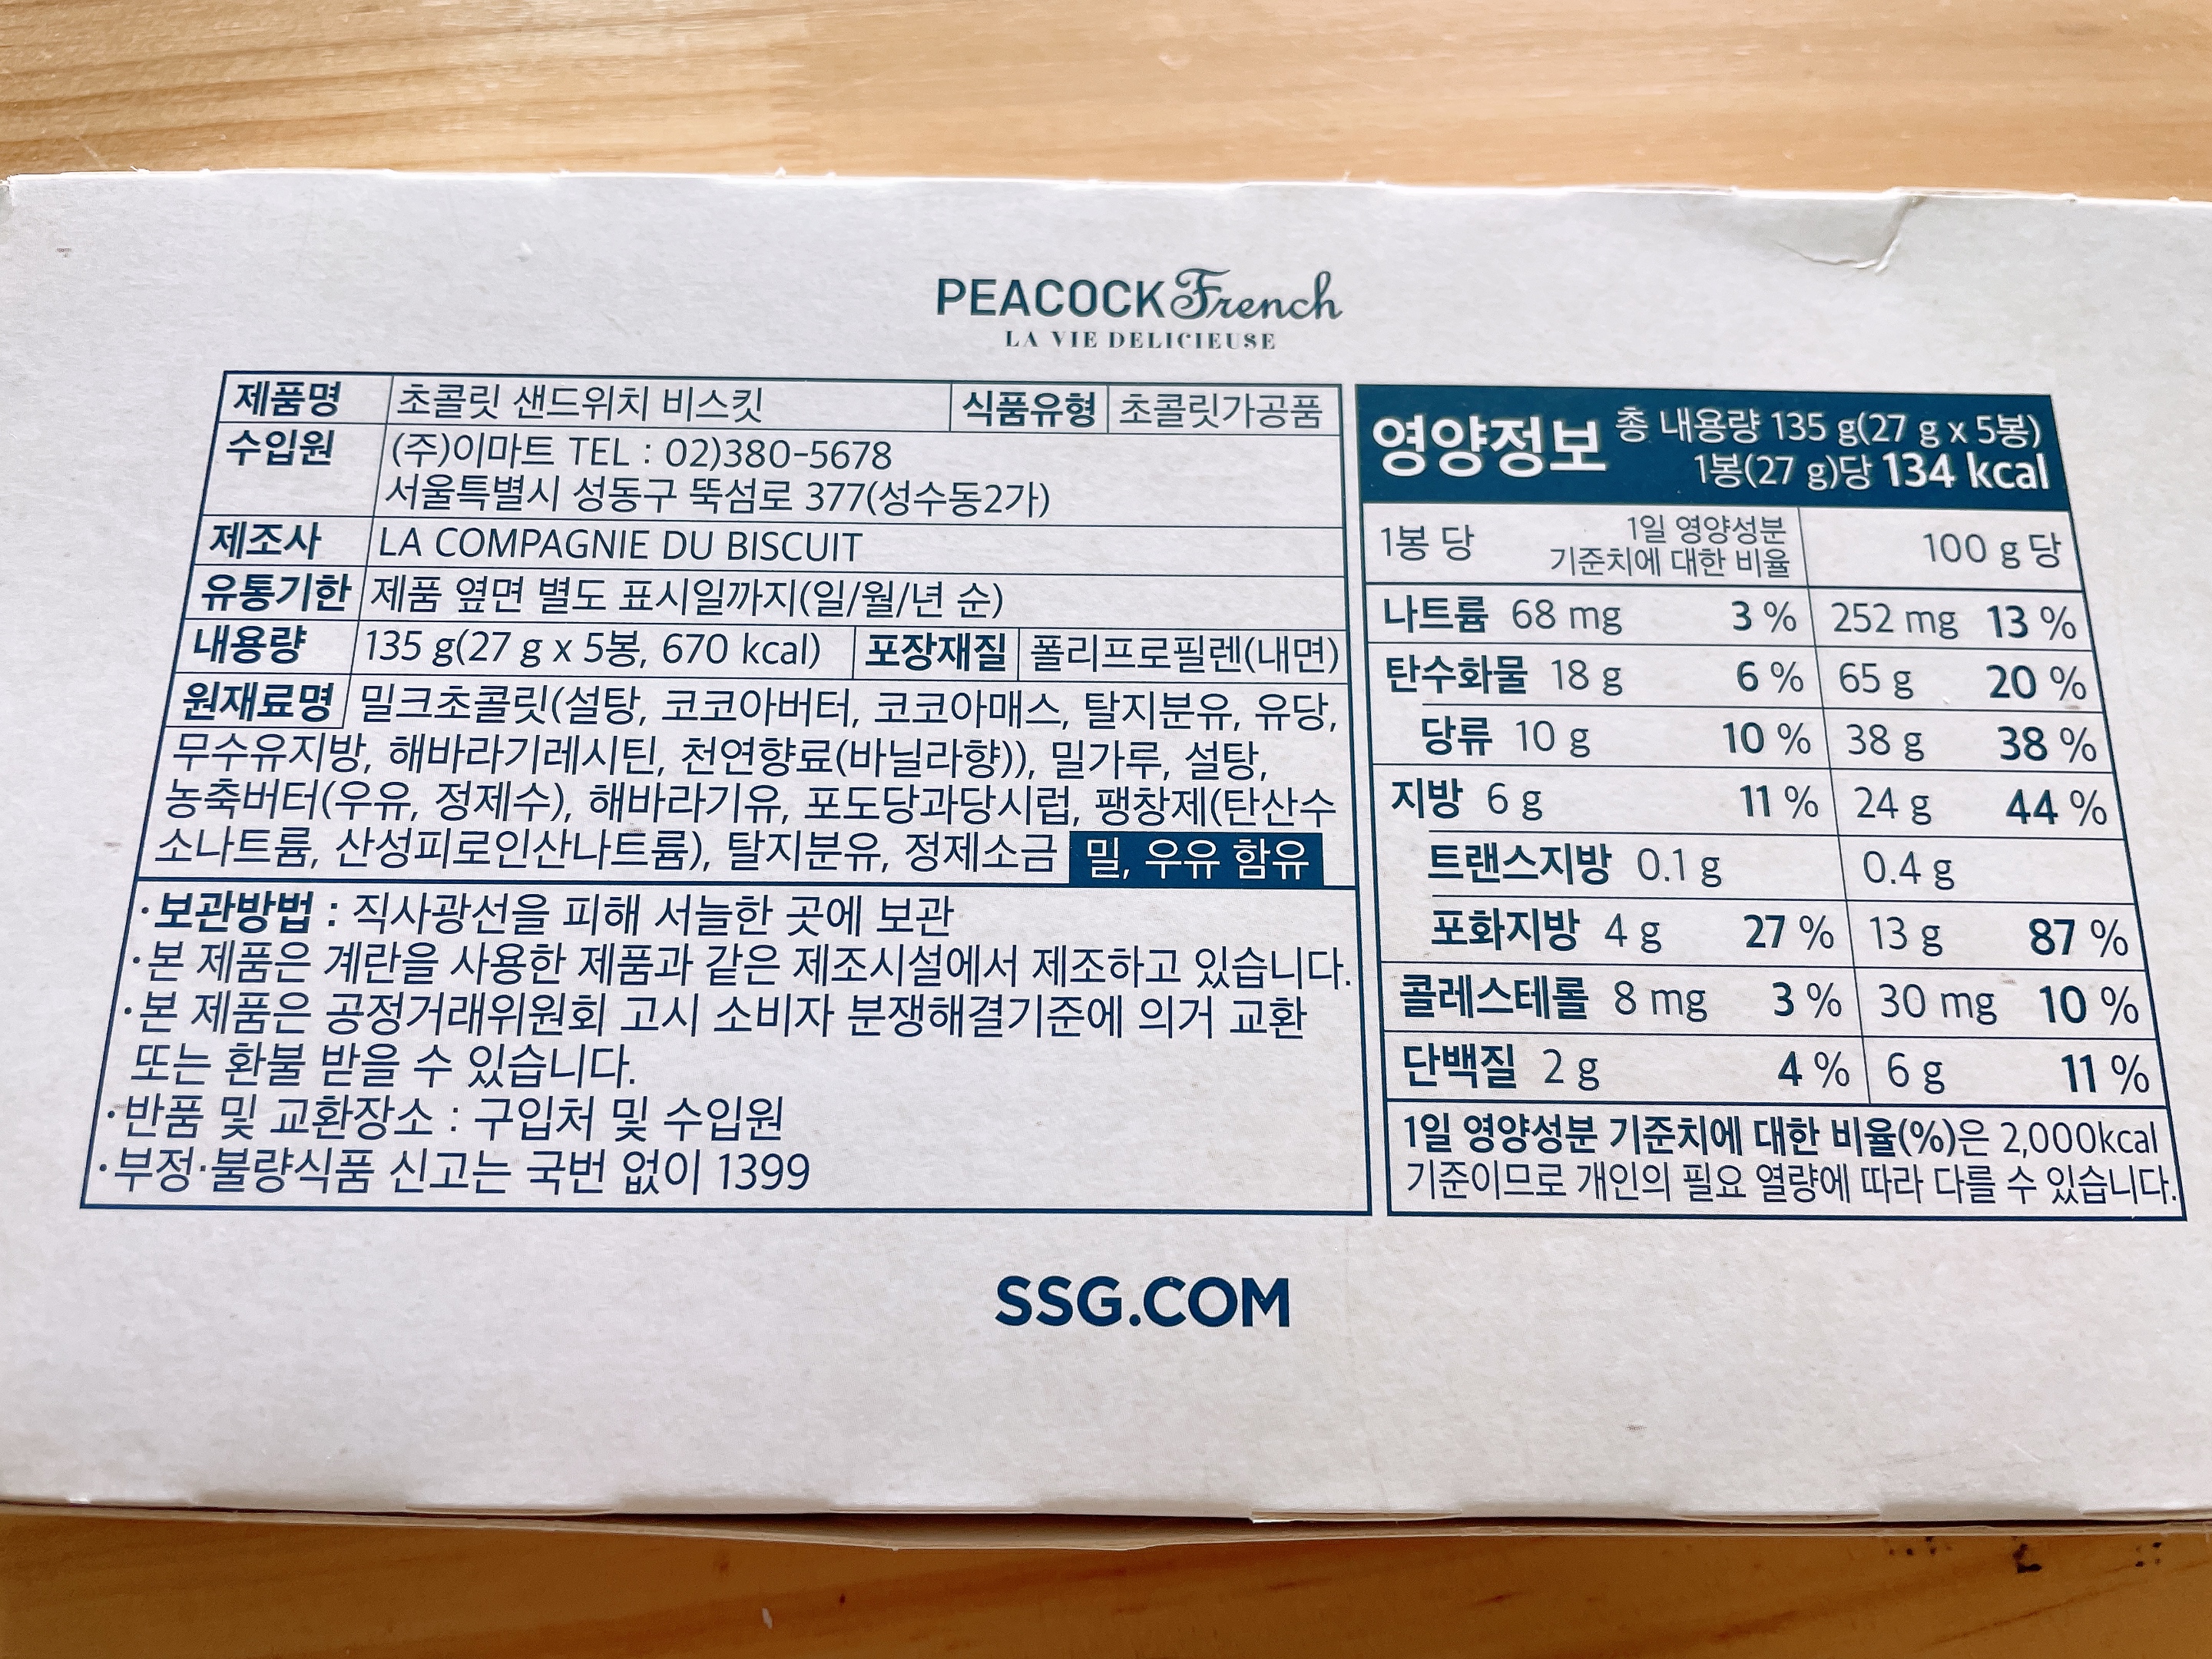 PEACOCK French
LA VIE DELICIEUSE
제품명 초콜릿 샌드위치 비스킷 식품유형 초콜릿가공품
수입원 (주)이마트 TEL : 02)380-5678
서울특별시 성동구 뚝섬로 377(성수동2가)
제조사 LA COMPAGNIE DU BISCUIT
유통기한 제품 옆면 별도 표시일까지(일/월/년 순)
내용량 135 g(27 g x 5봉, 670 kcal) 포장재질 폴리프로필렌(내면)
원재료명 밀크초콜릿(설탕, 코코아버터, 코코아매스, 탈지분유, 유당,
무수유지방, 해바라기레시틴, 천연향료(바닐라향)), 밀가루, 설탕,
농축버터(우유, 정제수), 해바라기유, 포도당과당시럽, 팽창제(탄산수
소나트륨, 산성피로인산나트륨), 탈지분유, 정제소금 밀, 우유 함유
·보관방법 : 직사광선을 피해 서늘한 곳에 보관
·본 제품은 계란을 사용한 제품과 같은 제조시설에서 제조하고 있습니다.
·본 제품은 공정거래위원회 고시 소비자 분쟁해결기준에 의거 교환
또는 환불 받을 수 있습니다.
·반품 및 교환장소 : 구입처 및 수입원
·부정·불량식품 신고는 국번 없이 1399
영양정보 총 내용량 135 g(27 g x 5봉)
1봉(27 g)당 134 kcal
1봉 당 1일 영양성분 기준치에 대한 비율 100 g 당
나트륨 68 mg 3 % 252 mg 13 %
탄수화물 18 g 6 % 65 g 20 %
당류 10 g 10 % 38 g 38 %
지방 6 g 11 % 24 g 44 %
트랜스지방 0.1 g 0.4 g
포화지방 4 g 27 % 13 g 87 %
콜레스테롤 8 mg 3 % 30 mg 10 %
단백질 2 g 4 % 6 g 11 %
1일 영양성분 기준치에 대한 비율(%)은 2,000kcal
기준이므로 개인의 필요 열량에 따라 다를 수 있습니다.
SSG.COM